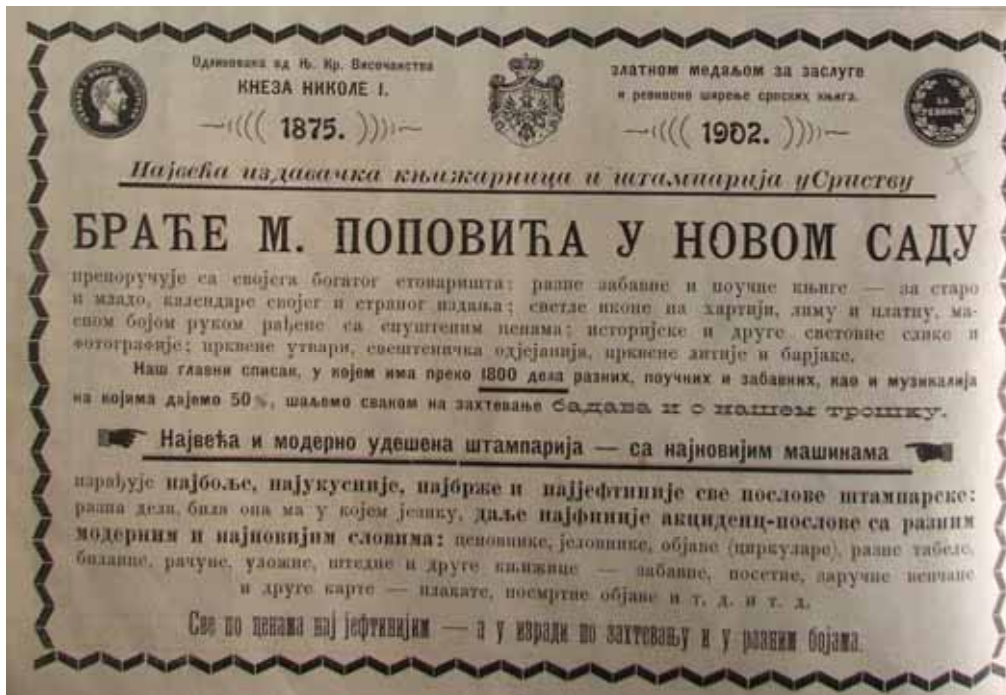 Одликована од Њ. Кр. Височанства
КНЕЗА НИКОЛЕ I.
1875.
златном медаљом за заслуге
и ревносно ширење српских књига.
1902.
Највећа издавачка књижарница и штампарија у Српству
БРАЋЕ М. ПОПОВИЋА У НОВОМ САДУ
препоручује са својега богатог стоваришта: разне забавне и поучне књиге — за старо
и младо, календаре својег и страног издања; светле иконе на хартији, лиму и платну, ма-
сном бојом руком рађене са спуштеним ценама; историјске и друге световне слике и
фотографије; црквене утвари, свештеничка одјејанија, црквене литије и барјаке.
Наш главни списак, у којем има преко 1800 дела разних, поучних и забавних, као и музикалија
на којима дајемо 50%, шаљемо сваком на захтевање бадава и о нашем трошку.
Највећа и модерно удешена штампарија — са најновијим машинама
израђује најбоље, најукусније, најбрже и најјефтиније све послове штампарске:
разна дела, била она ма у којем језику, даље најфиније акциденц-послове са разним
модерним и најновијим словима: ценовнике, јеловнике, објаве (циркуларе), разне табеле,
билансе, рачуне, уложне, штедне и друге књижице — забавне, посетне, заручне венчане
и друге карте — плакате, посмртне објаве и т. д. и т. д.
Све по ценама нај јефтинијим — а у изради по захтевању и у разним бојама.